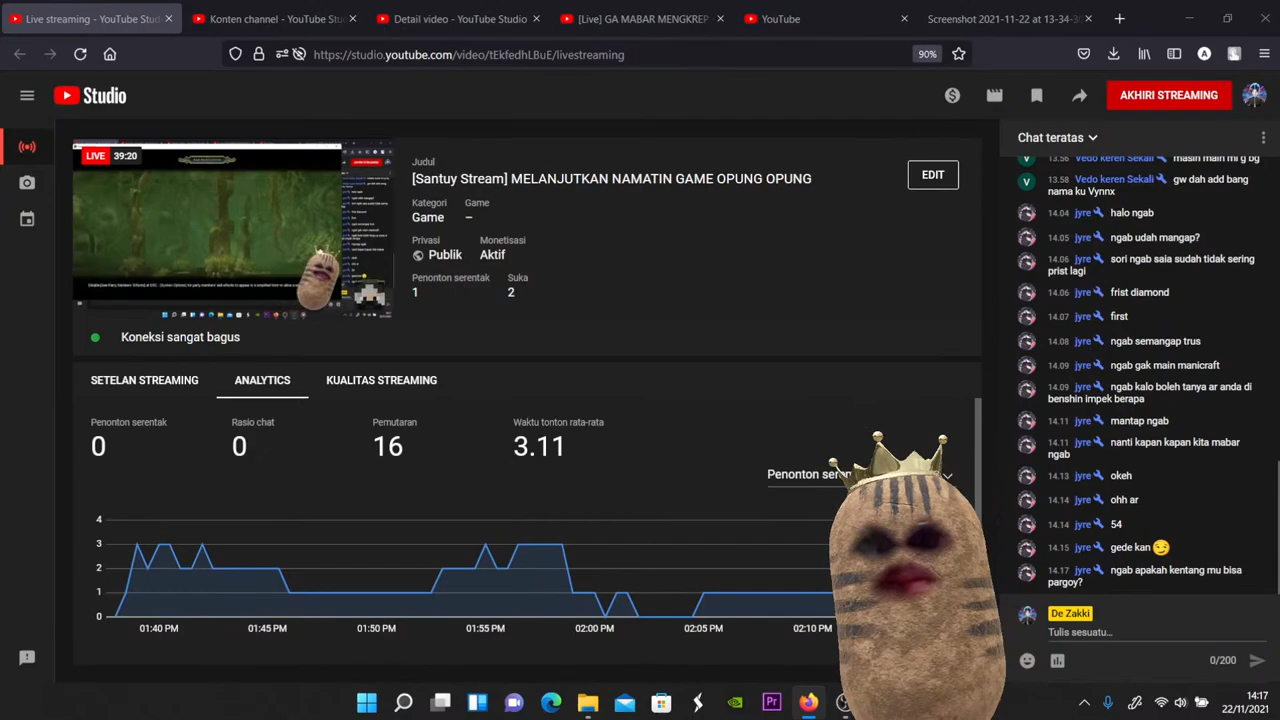 Live streaming - YouTube Stud
Konten channel - YouTube Stu
Detail video - YouTube Studio
[Live] GA MABAR MENGKREP
YouTube
Screenshot 2021-11-22 at 13-34-3
https://studio.youtube.com/video/tEkfedhLBuE/livestreaming
90%
A
Studio
AKHIRI STREAMING
LIVE 39:20
Judul
[Santuy Stream] MELANJUTKAN NAMATIN GAME OPUNG OPUNG
EDIT
Kategori Game
Game –
Privasi Monetisasi
Publik Aktif
Penonton serentak Suka
1 2
Koneksi sangat bagus
SETELAN STREAMING ANALYTICS KUALITAS STREAMING
Penonton serentak Rasio chat Pemutaran Waktu tonton rata-rata
0 0 16 3.11
Penonton seren
4
3
2
1
0
01:40 PM 01:45 PM 01:50 PM 01:55 PM 02:00 PM 02:05 PM 02:10 PM
Chat teratas
13.56 Vedo keren Sekali masih main ml g bg
V 13.58 Vedo keren Sekali gw dah add bang
nama ku Vynnx
14.04 jyre halo ngab
14.05 jyre ngab udah mangap?
14.06 jyre sori ngab saia sudah tidak sering
prist lagi
14.06 jyre frist diamond
14.07 jyre first
14.08 jyre ngab semangap trus
14.09 jyre ngab gak main manicraft
14.09 jyre ngab kalo boleh tanya ar anda di
benshin impek berapa
14.11 jyre mantap ngab
14.11 jyre nanti kapan kapan kita mabar
ngab
14.13 jyre okeh
14.14 jyre ohh ar
14.14 jyre 54
14.15 jyre gede kan 😏
14.17 jyre ngab apakah kentang mu bisa
pargoy?
De Zakki
Tulis sesuatu…
0/200
Pr
14:17
22/11/2021